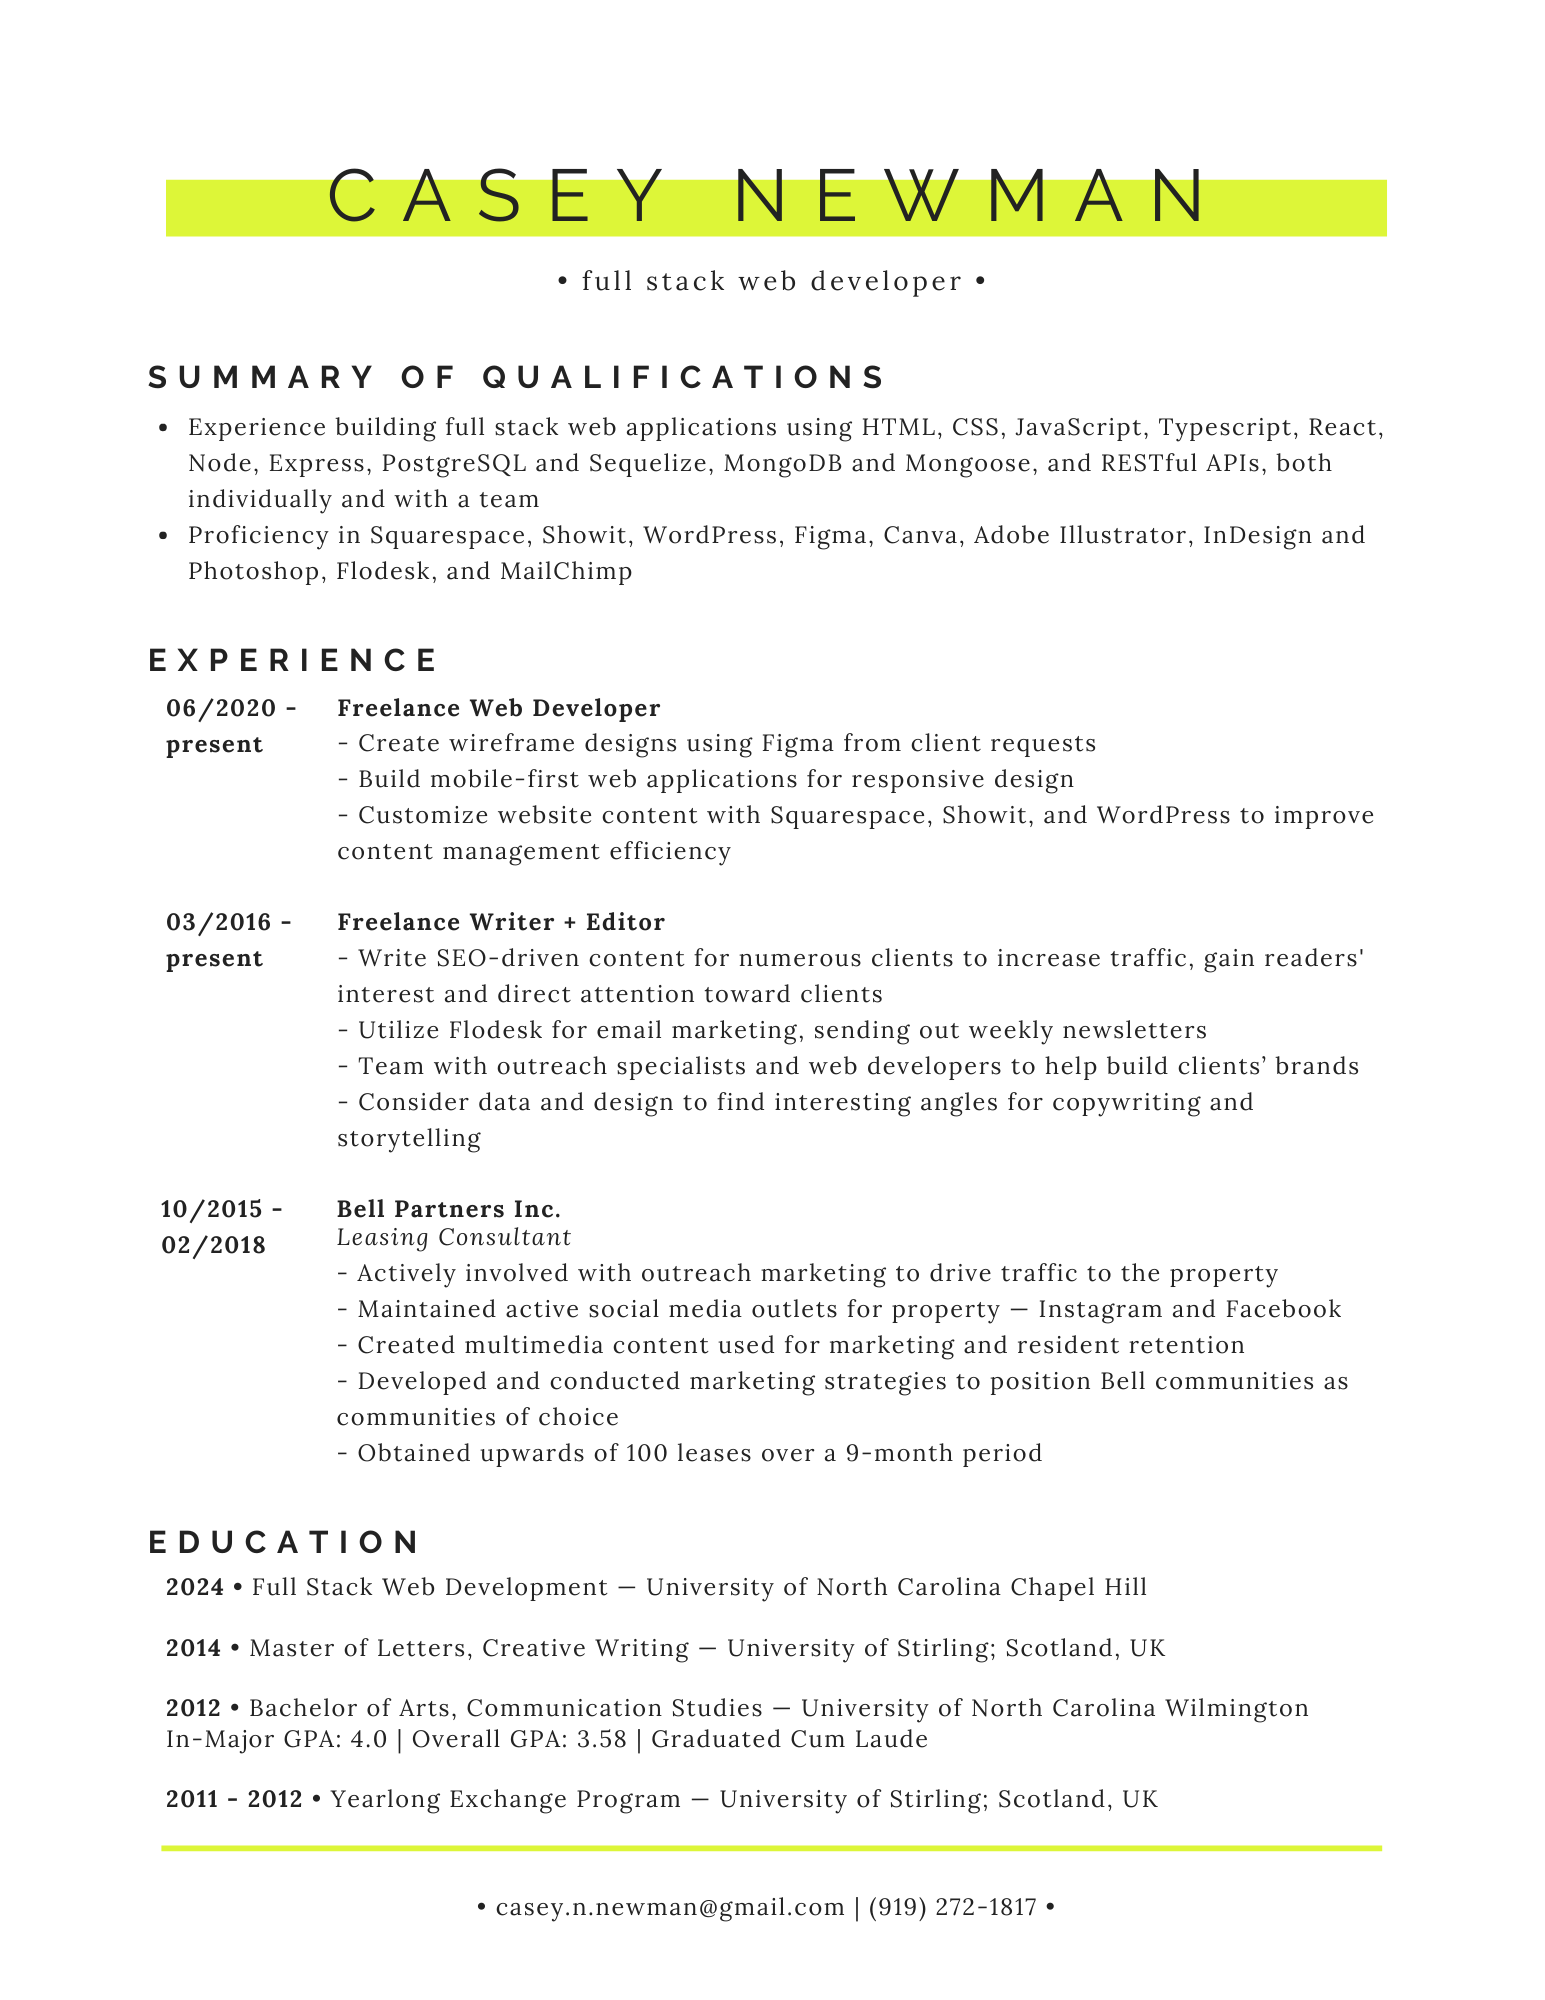 CASEY NEWMAN
• full stack web developer •
SUMMARY OF QUALIFICATIONS
• Experience building full stack web applications using HTML, CSS, JavaScript, Typescript, React,
Node, Express, PostgreSQL and Sequelize, MongoDB and Mongoose, and RESTful APIs, both
individually and with a team
• Proficiency in Squarespace, Showit, WordPress, Figma, Canva, Adobe Illustrator, InDesign and
Photoshop, Flodesk, and MailChimp
EXPERIENCE
06/2020 -
present
Freelance Web Developer
- Create wireframe designs using Figma from client requests
- Build mobile-first web applications for responsive design
- Customize website content with Squarespace, Showit, and WordPress to improve
content management efficiency
03/2016 -
present
Freelance Writer + Editor
- Write SEO-driven content for numerous clients to increase traffic, gain readers'
interest and direct attention toward clients
- Utilize Flodesk for email marketing, sending out weekly newsletters
- Team with outreach specialists and web developers to help build clients’ brands
- Consider data and design to find interesting angles for copywriting and
storytelling
10/2015 -
02/2018
Bell Partners Inc.
Leasing Consultant
- Actively involved with outreach marketing to drive traffic to the property
- Maintained active social media outlets for property — Instagram and Facebook
- Created multimedia content used for marketing and resident retention
- Developed and conducted marketing strategies to position Bell communities as
communities of choice
- Obtained upwards of 100 leases over a 9-month period
EDUCATION
2024 • Full Stack Web Development — University of North Carolina Chapel Hill
2014 • Master of Letters, Creative Writing — University of Stirling; Scotland, UK
2012 • Bachelor of Arts, Communication Studies — University of North Carolina Wilmington
In-Major GPA: 4.0 | Overall GPA: 3.58 | Graduated Cum Laude
2011 - 2012 • Yearlong Exchange Program — University of Stirling; Scotland, UK
• casey.n.newman@gmail.com | (919) 272-1817 •